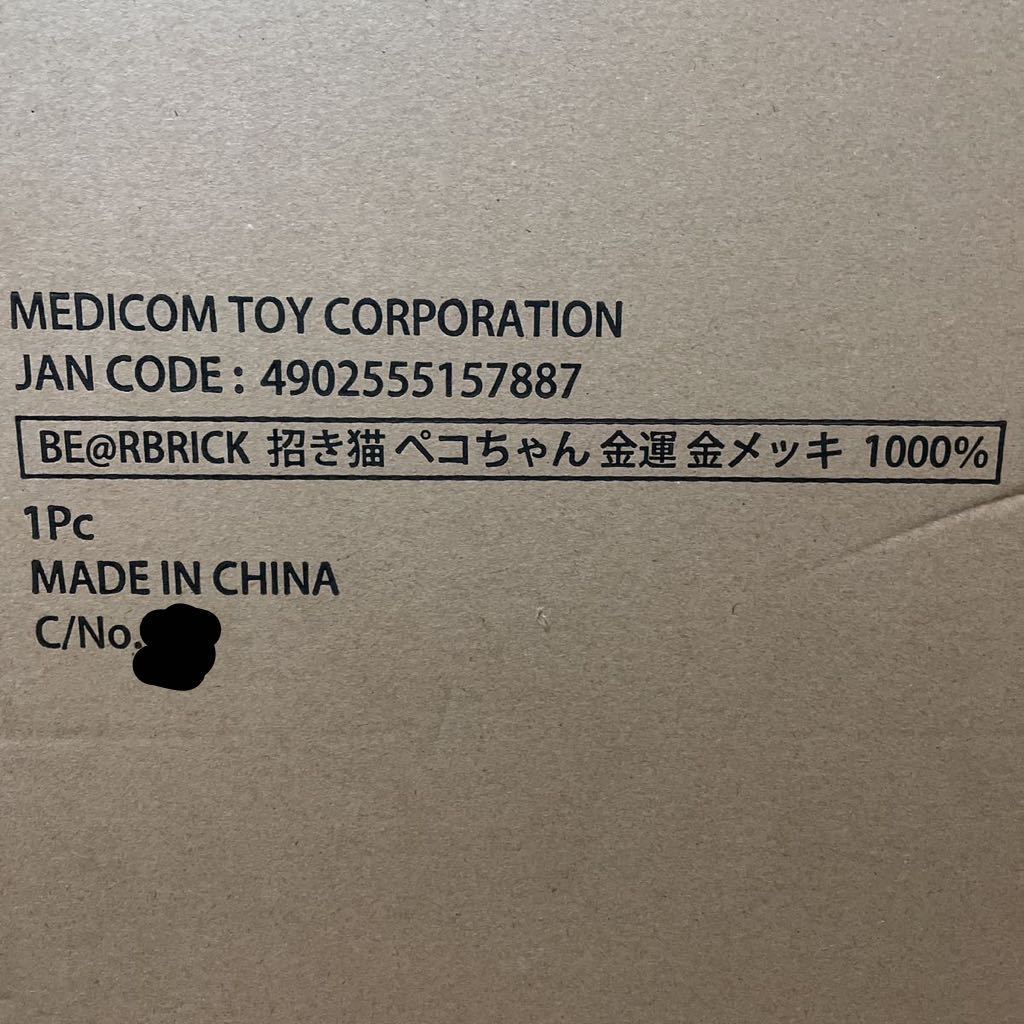 MEDICOM TOY CORPORATION
JAN CODE : 4902555157887
BE@RBRICK 招き猫 ペコちゃん 金運 金メッキ 1000%
1Pc
MADE IN CHINA
C/No.